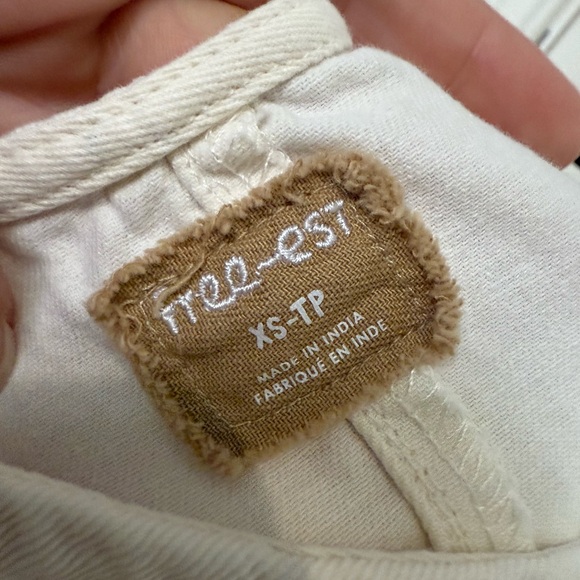 Free-est
XS-TP
MADE IN INDIA
FABRIQUE EN INDE